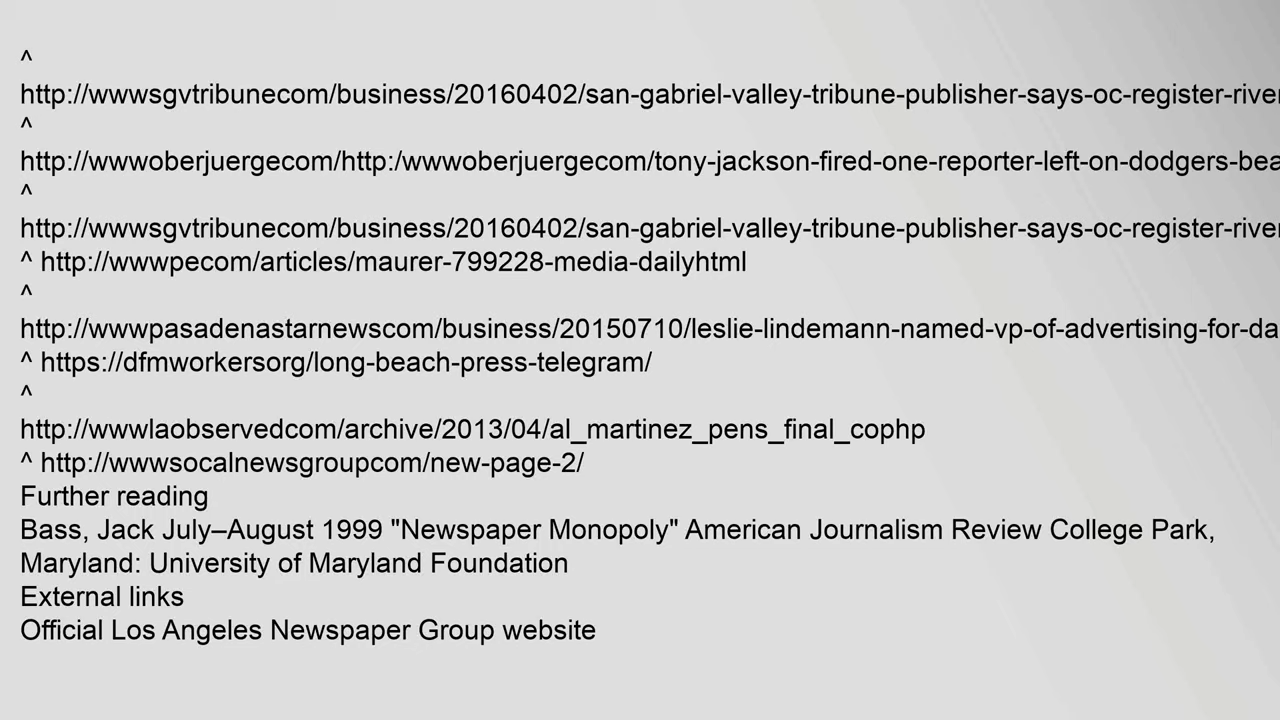 ^
http://wwwsgvtribunecom/business/20160402/san-gabriel-valley-tribune-publisher-says-oc-register-river
^
http://wwwoberjuergecom/http:/wwwoberjuergecom/tony-jackson-fired-one-reporter-left-on-dodgers-bea
^
http://wwwsgvtribunecom/business/20160402/san-gabriel-valley-tribune-publisher-says-oc-register-river
^ http://wwwpecom/articles/maurer-799228-media-dailyhtml
^
http://wwwpasadenastarnewscom/business/20150710/leslie-lindemann-named-vp-of-advertising-for-da
^ https://dfmworkersorg/long-beach-press-telegram/
^
http://wwwlaobservedcom/archive/2013/04/al_martinez_pens_final_cophp
^ http://wwwsocalnewsgroupcom/new-page-2/
Further reading
Bass, Jack July–August 1999 "Newspaper Monopoly" American Journalism Review College Park,
Maryland: University of Maryland Foundation
External links
Official Los Angeles Newspaper Group website